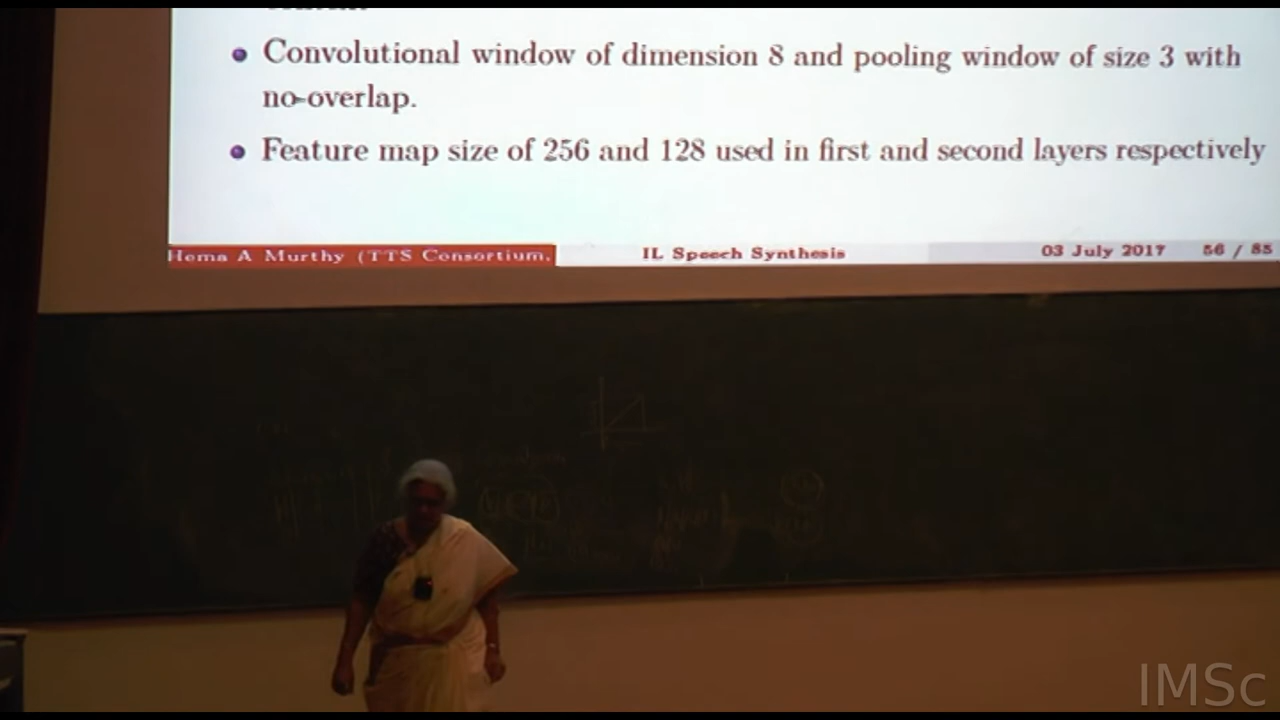 Convolutional window of dimension 8 and pooling window of size 3 with
no-overlap.
Feature map size of 256 and 128 used in first and second layers respectively
Hema A Murthy (TTS Consortium, IL Speech Synthesis 03 July 2017 56 / 85
IMSc